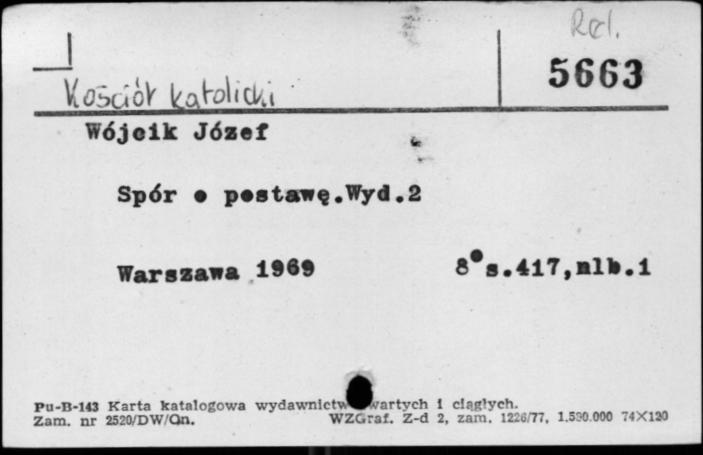 Rel.
5663
Kościół katolicki
Wójcik Józef
Spór o postawę.Wyd.2
Warszawa 1969 8°s.417,nlb.1
Pu-B-143 Karta katalogowa wydawnictw wartych i ciągłych.
Zam. nr 2520/DW/Qn. WZGraf. Z-d 2, zam. 1226/77, 1.530.000 74X120